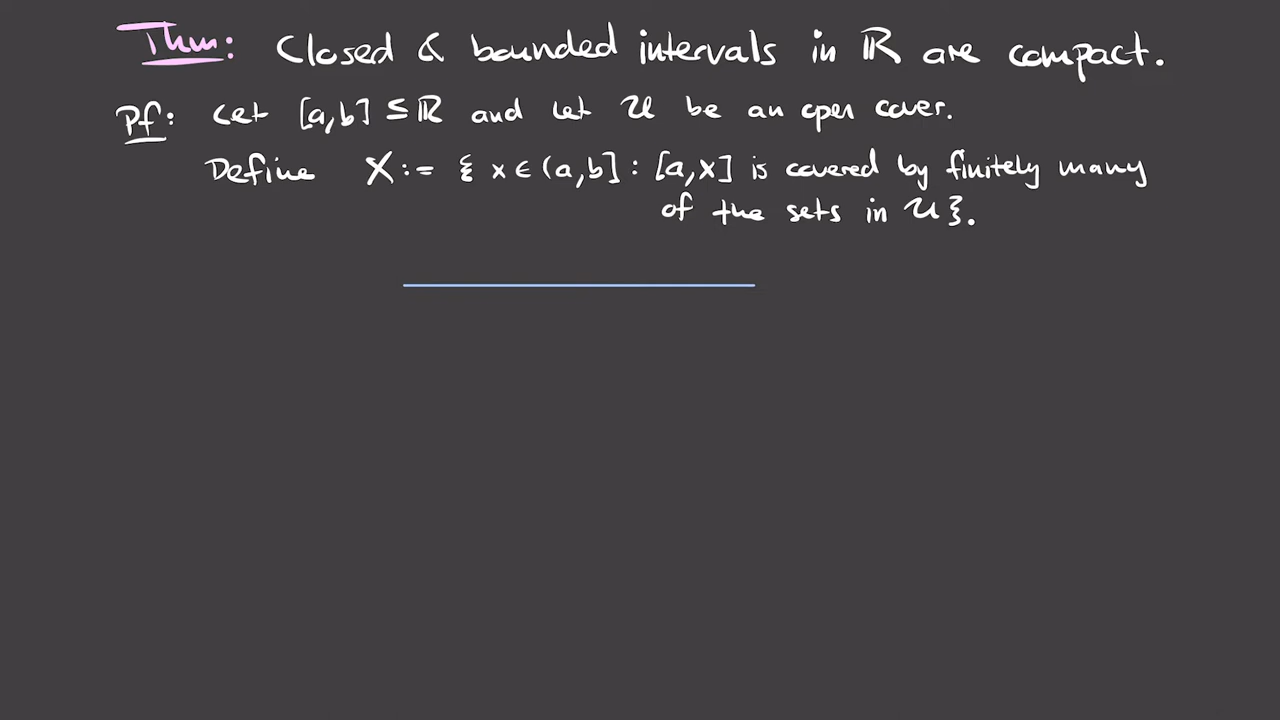 Thm: Closed & bounded intervals in ℝ are compact.
Pf: Let [a,b] ⊆ ℝ and let 𝒰 be an open cover.
Define X := { x ∈ (a,b] : [a,x] is covered by finitely many
of the sets in 𝒰 }.